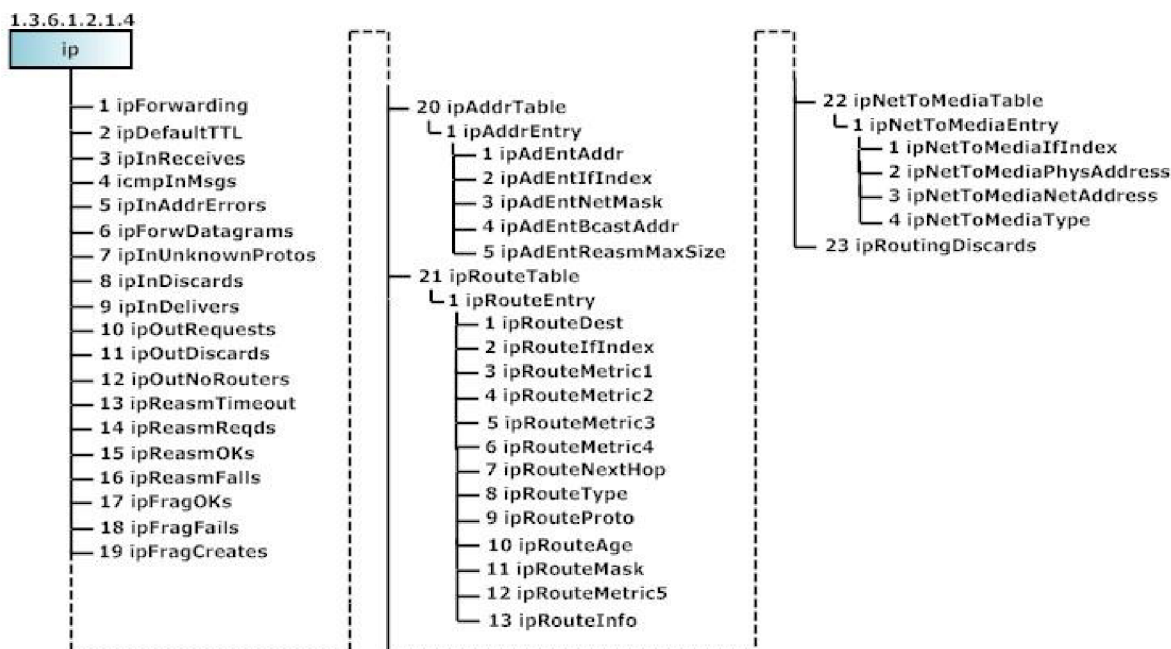 1.3.6.1.2.1.4
ip
1 ipForwarding
2 ipDefaultTTL
3 ipInReceives
4 icmpInMsgs
5 ipInAddrErrors
6 ipForwDatagrams
7 ipInUnknownProtos
8 ipInDiscards
9 ipInDelivers
10 ipOutRequests
11 ipOutDiscards
12 ipOutNoRouters
13 ipReasmTimeout
14 ipReasmReqds
15 ipReasmOKs
16 ipReasmFalls
17 ipFragOKs
18 ipFragFails
19 ipFragCreates
20 ipAddrTable
1 ipAddrEntry
1 ipAdEntAddr
2 ipAdEntIfIndex
3 ipAdEntNetMask
4 ipAdEntBcastAddr
5 ipAdEntReasmMaxSize
21 ipRouteTable
1 ipRouteEntry
1 ipRouteDest
2 ipRouteIfIndex
3 ipRouteMetric1
4 ipRouteMetric2
5 ipRouteMetric3
6 ipRouteMetric4
7 ipRouteNextHop
8 ipRouteType
9 ipRouteProto
10 ipRouteAge
11 ipRouteMask
12 ipRouteMetric5
13 ipRouteInfo
22 ipNetToMediaTable
1 ipNetToMediaEntry
1 ipNetToMediaIfIndex
2 ipNetToMediaPhysAddress
3 ipNetToMediaNetAddress
4 ipNetToMediaType
23 ipRoutingDiscards